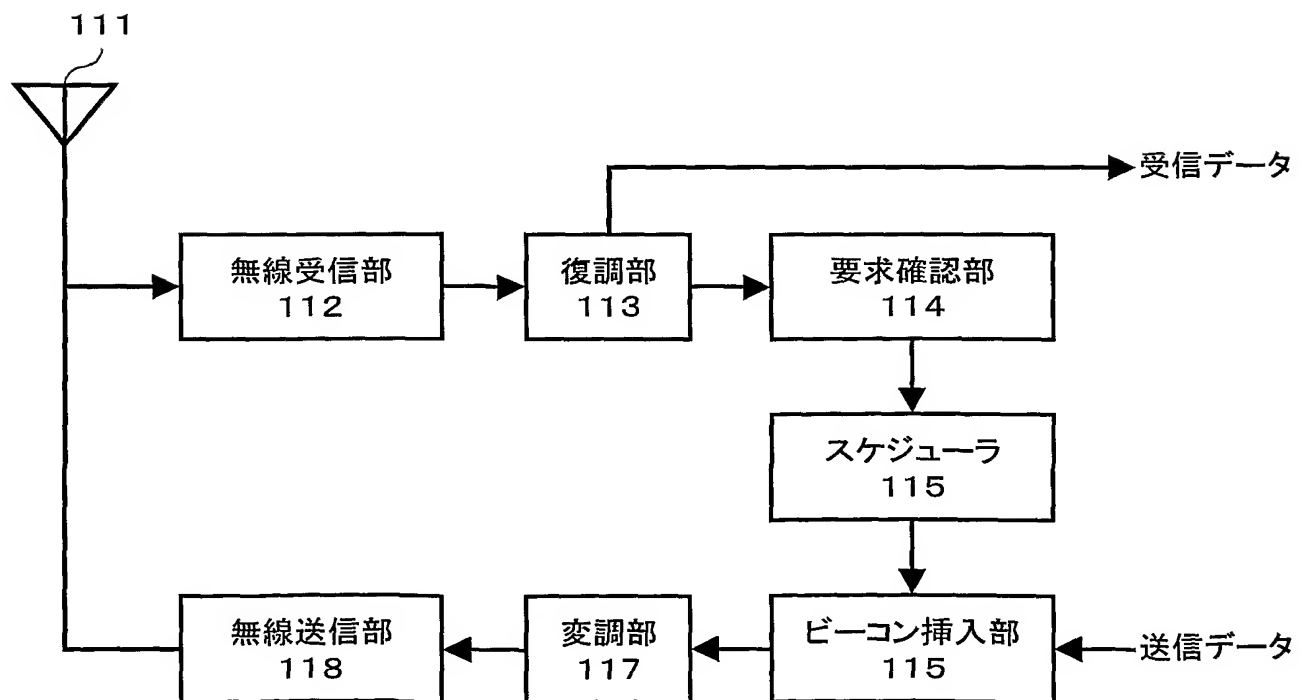 111
受信データ
無線受信部
112
復調部
113
要求確認部
114
スケジューラ
115
無線送信部
118
変調部
117
ビーコン挿入部
115
送信データ